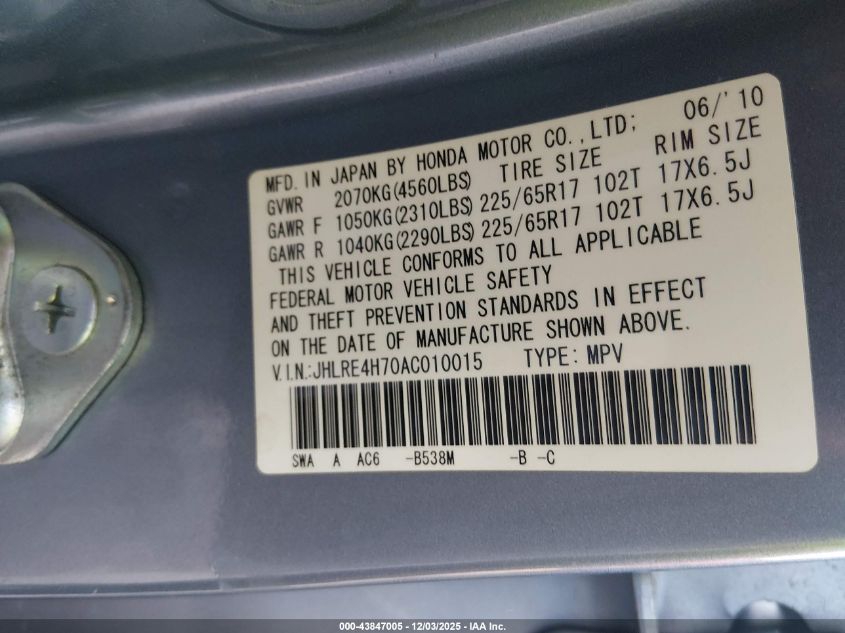 06/'10
MFD. IN JAPAN BY HONDA MOTOR CO.,LTD;
GVWR 2070KG(4560LBS) TIRE SIZE RIM SIZE
GAWR F 1050KG(2310LBS) 225/65R17 102T 17X6.5J
GAWR R 1040KG(2290LBS) 225/65R17 102T 17X6.5J
THIS VEHICLE CONFORMS TO ALL APPLICABLE
FEDERAL MOTOR VEHICLE SAFETY
AND THEFT PREVENTION STANDARDS IN EFFECT
ON THE DATE OF MANUFACTURE SHOWN ABOVE.
V.I.N.:JHLRE4H70AC010015 TYPE: MPV
SWA A AC6 -B538M -B -C
000-43847005 - 12/03/2025 - IAA Inc.